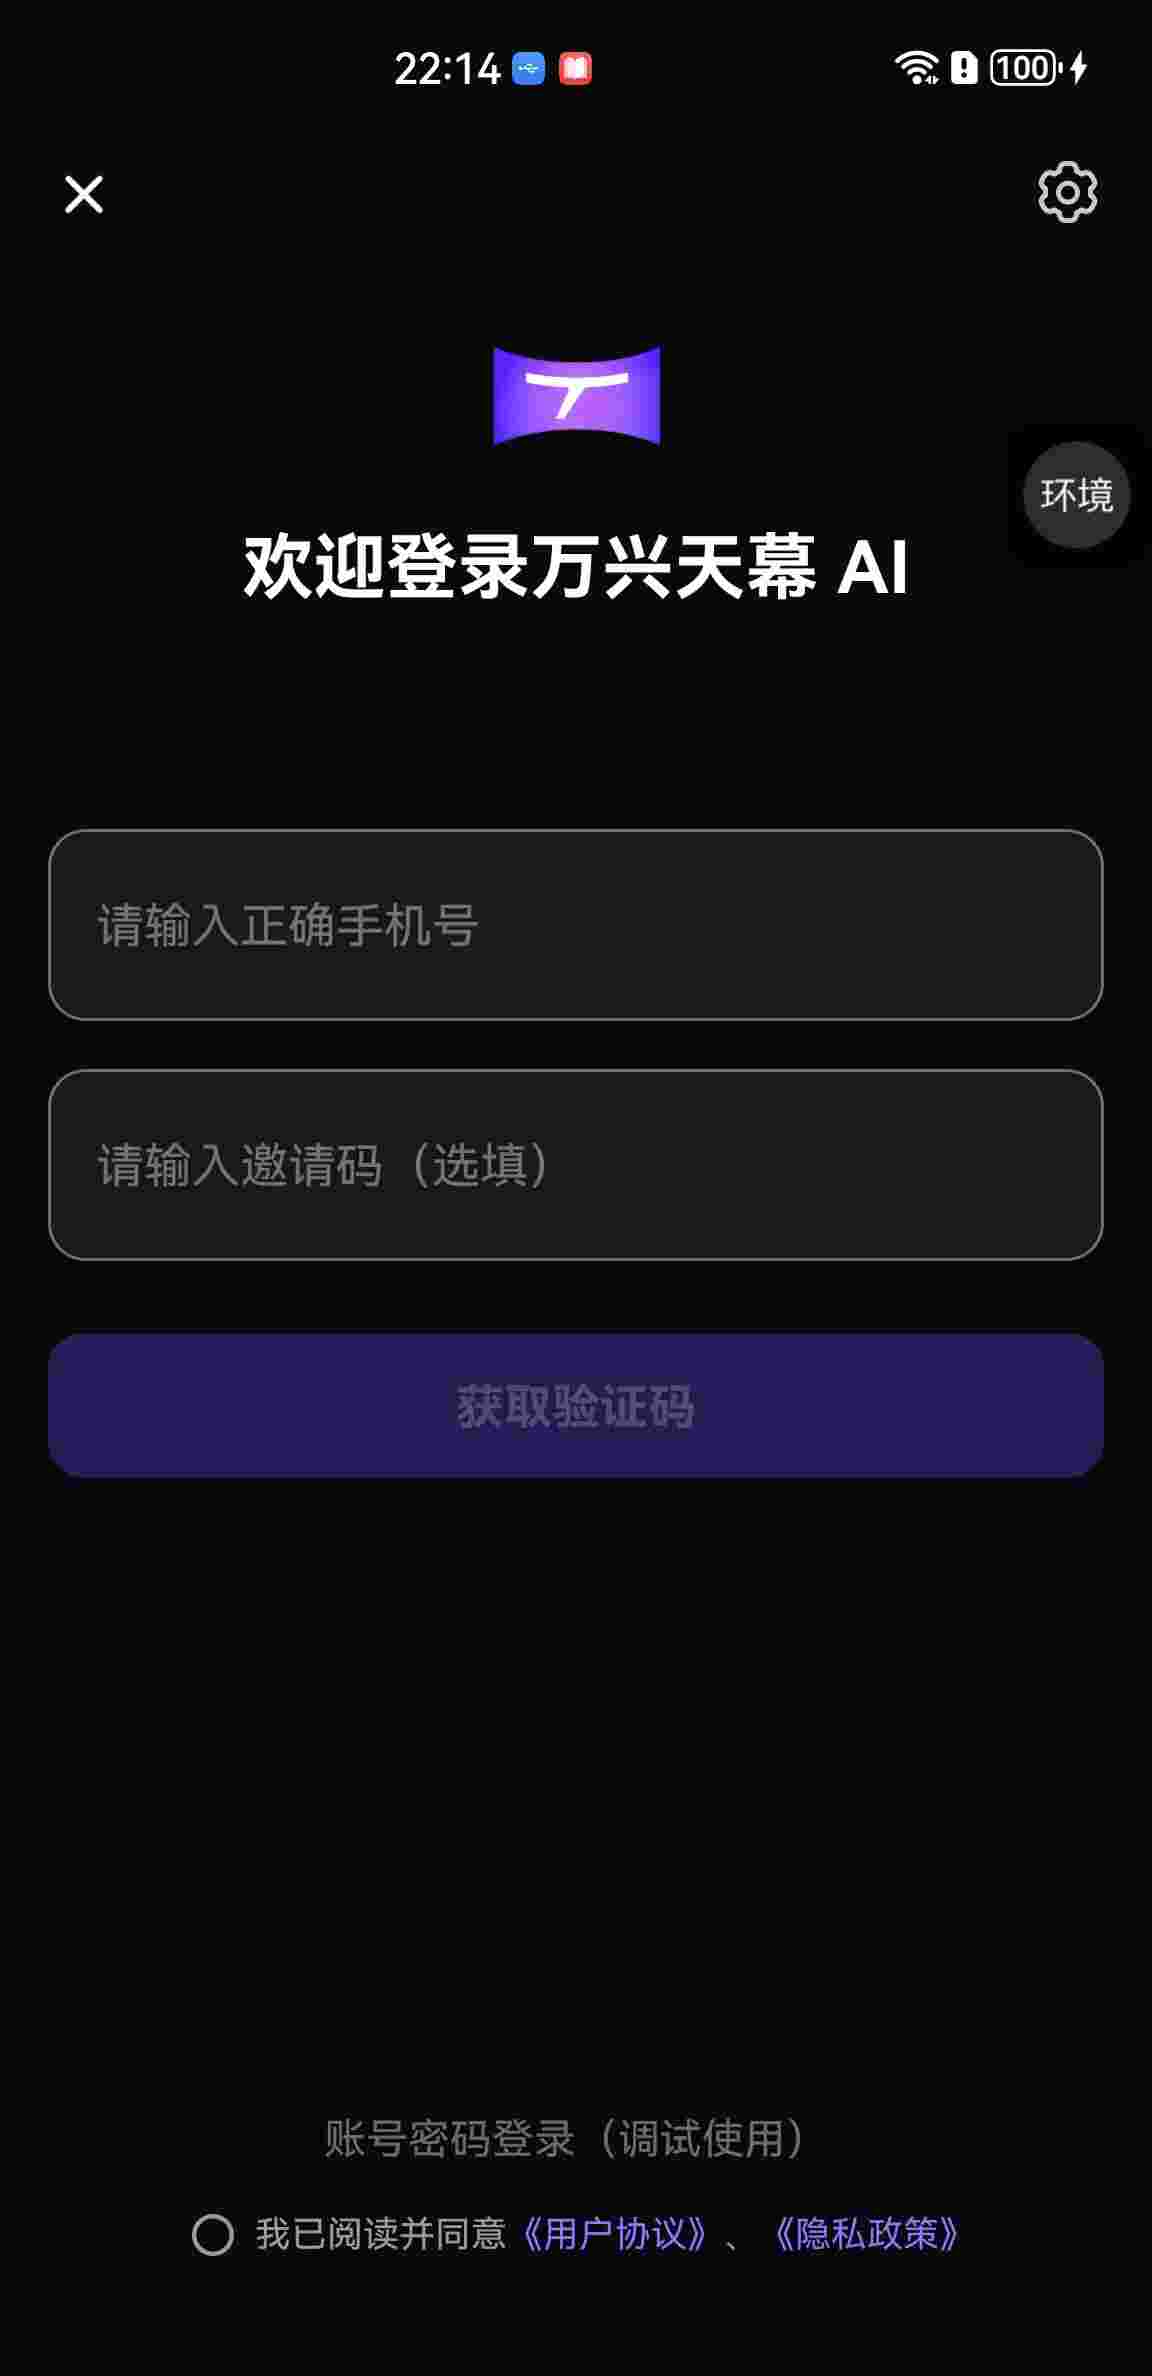 22:14
100
环境
欢迎登录万兴天幕 AI
请输入正确手机号
请输入邀请码（选填）
获取验证码
账号密码登录（调试使用）
我已阅读并同意《用户协议》、《隐私政策》